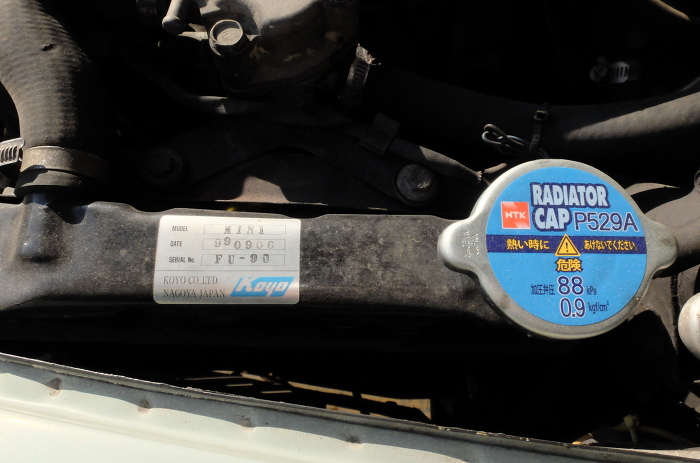 MODEL MINI
DATE 990906
SERIAL No. FU-90
KOYO CO.,LTD.
NAGOYA JAPAN
Koyo
RADIATOR
NTK CAP P529A
熱い時に あけないでください
危険
加圧弁圧 88 kPa
0.9 kgf/cm²